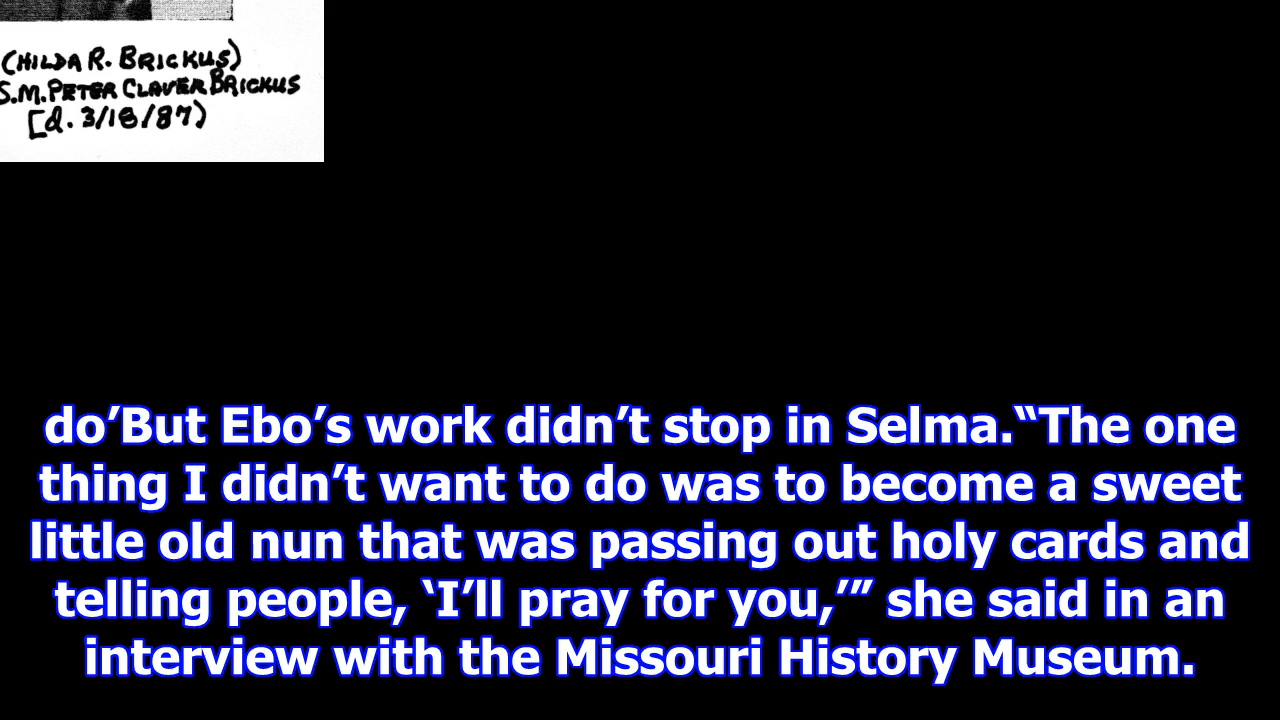 (HILDA R. BRICKUS)
S.M. PETER CLAVER BRICKUS
[d. 3/18/87)
do’But Ebo’s work didn’t stop in Selma.“The one
thing I didn’t want to do was to become a sweet
little old nun that was passing out holy cards and
telling people, ‘I’ll pray for you,’” she said in an
interview with the Missouri History Museum.